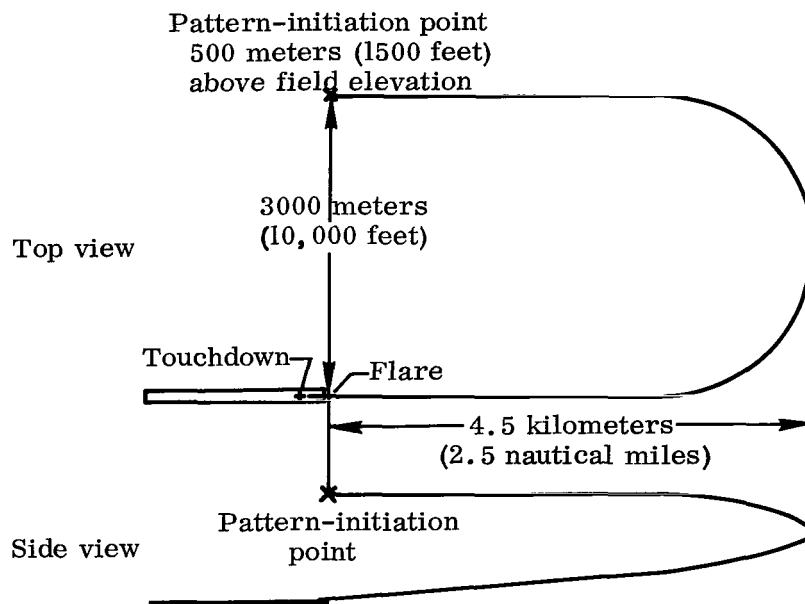 Pattern-initiation point
500 meters (1500 feet)
above field elevation
3000 meters
(10,000 feet)
Top view
Touchdown
Flare
4.5 kilometers
(2.5 nautical miles)
Pattern-initiation
point
Side view